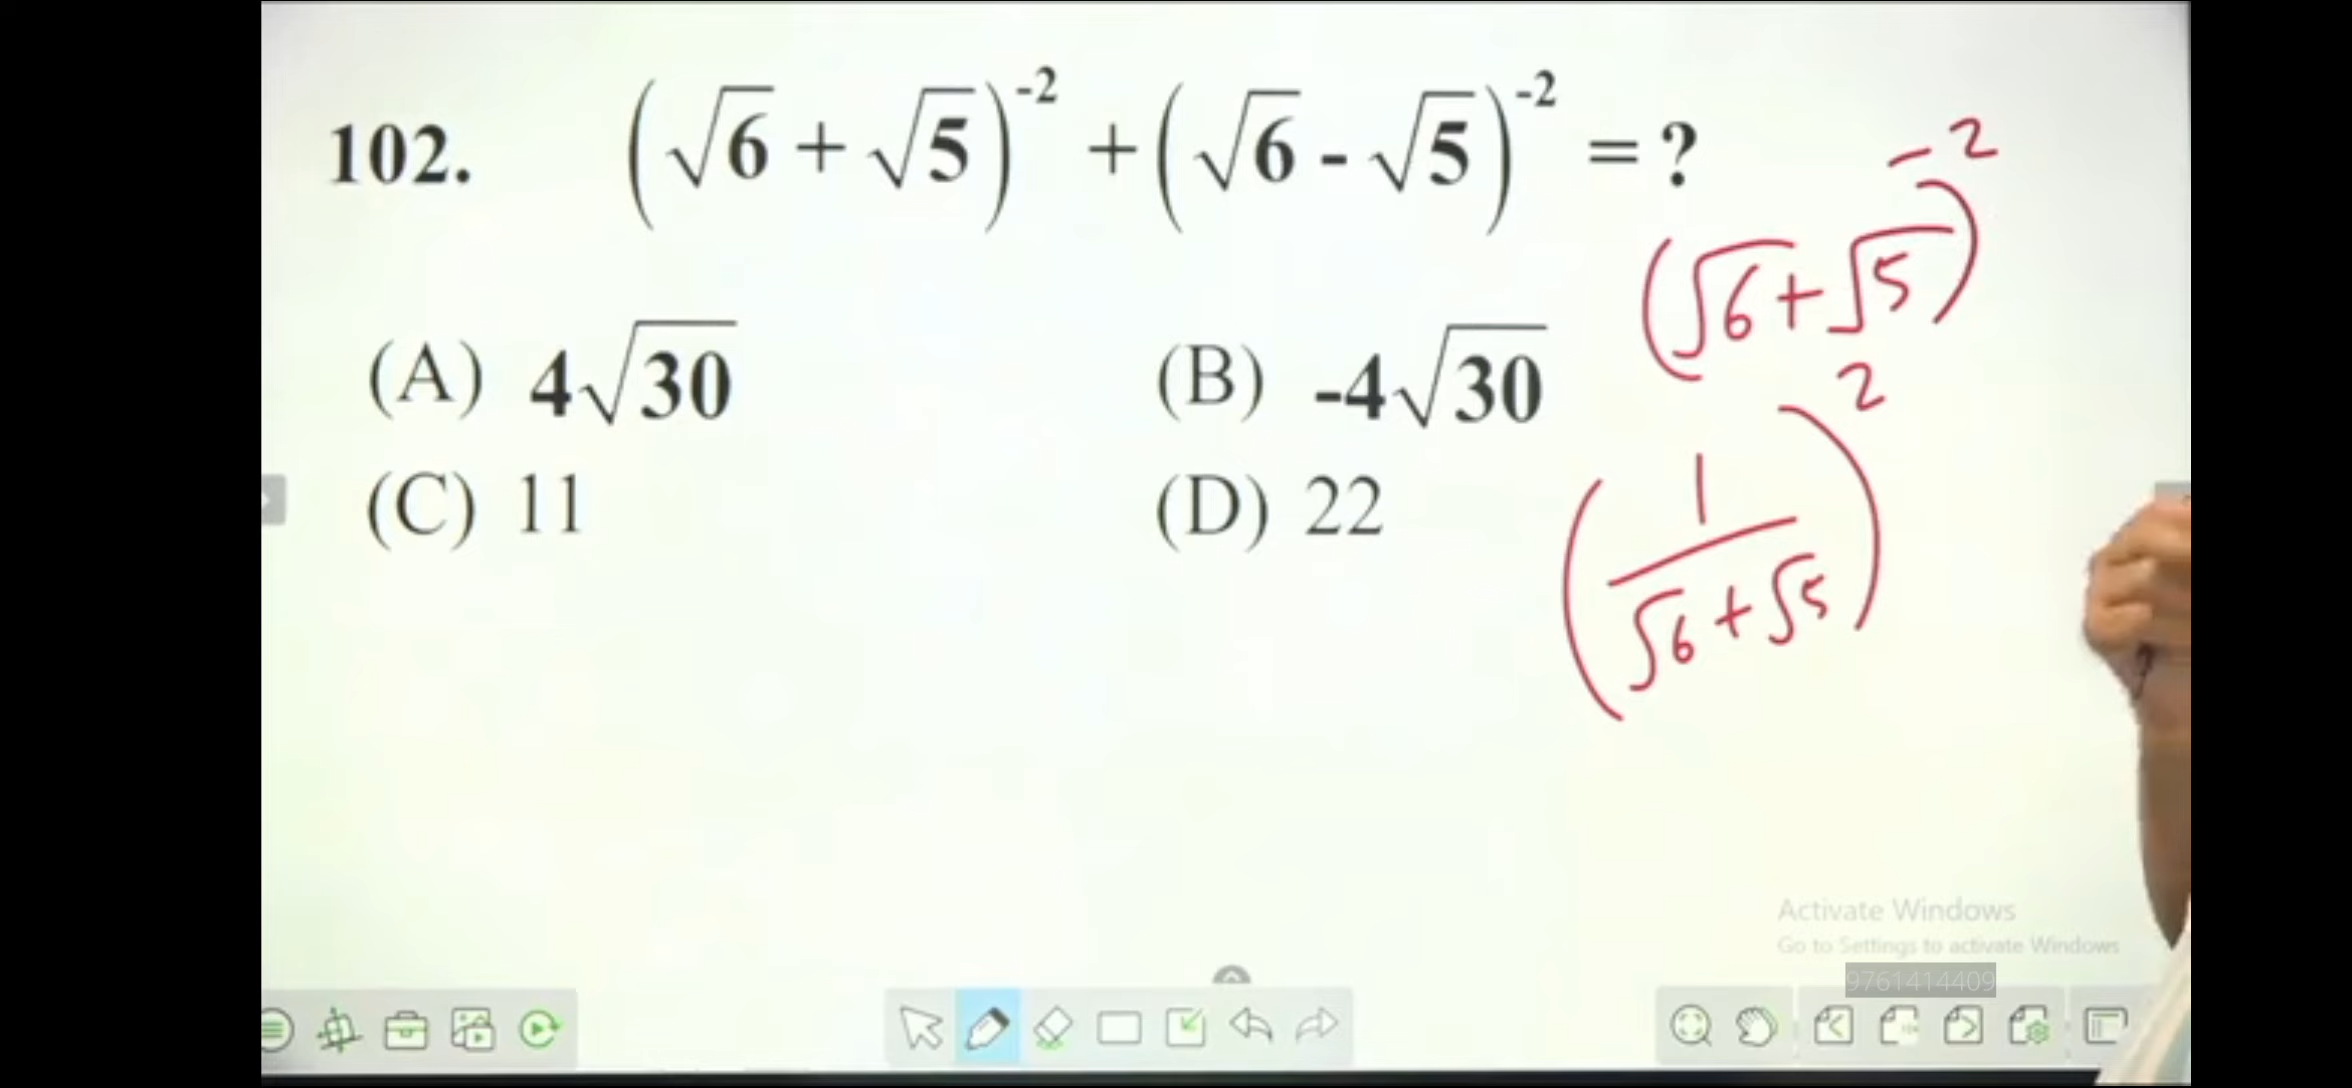 102. (√6 + √5)⁻² + (√6 - √5)⁻² = ?
(A) 4√30 (B) -4√30
(C) 11 (D) 22
(√6 + √5)⁻²
(1/(√6 + √5))²
Activate Windows
Go to Settings to activate Windows
9761414409